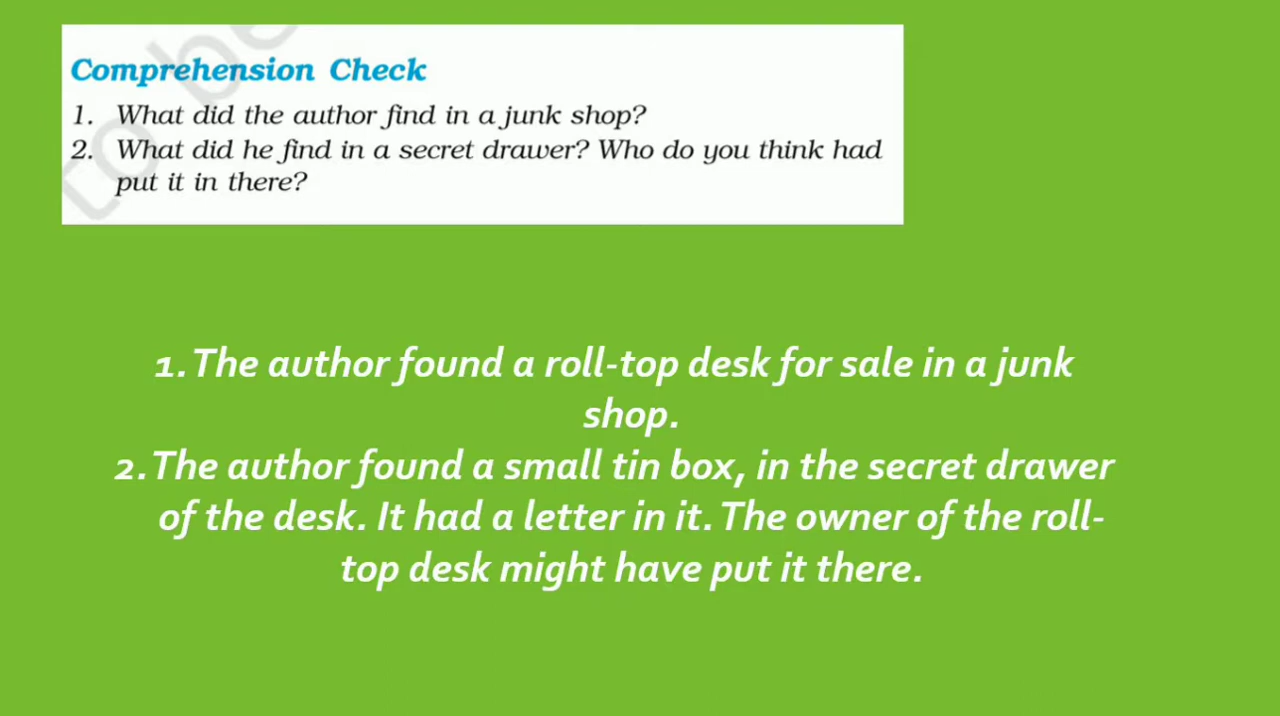 to be
Comprehension Check
1. What did the author find in a junk shop?
2. What did he find in a secret drawer? Who do you think had
put it in there?
1. The author found a roll-top desk for sale in a junk
shop.
2. The author found a small tin box, in the secret drawer
of the desk. It had a letter in it. The owner of the roll-
top desk might have put it there.